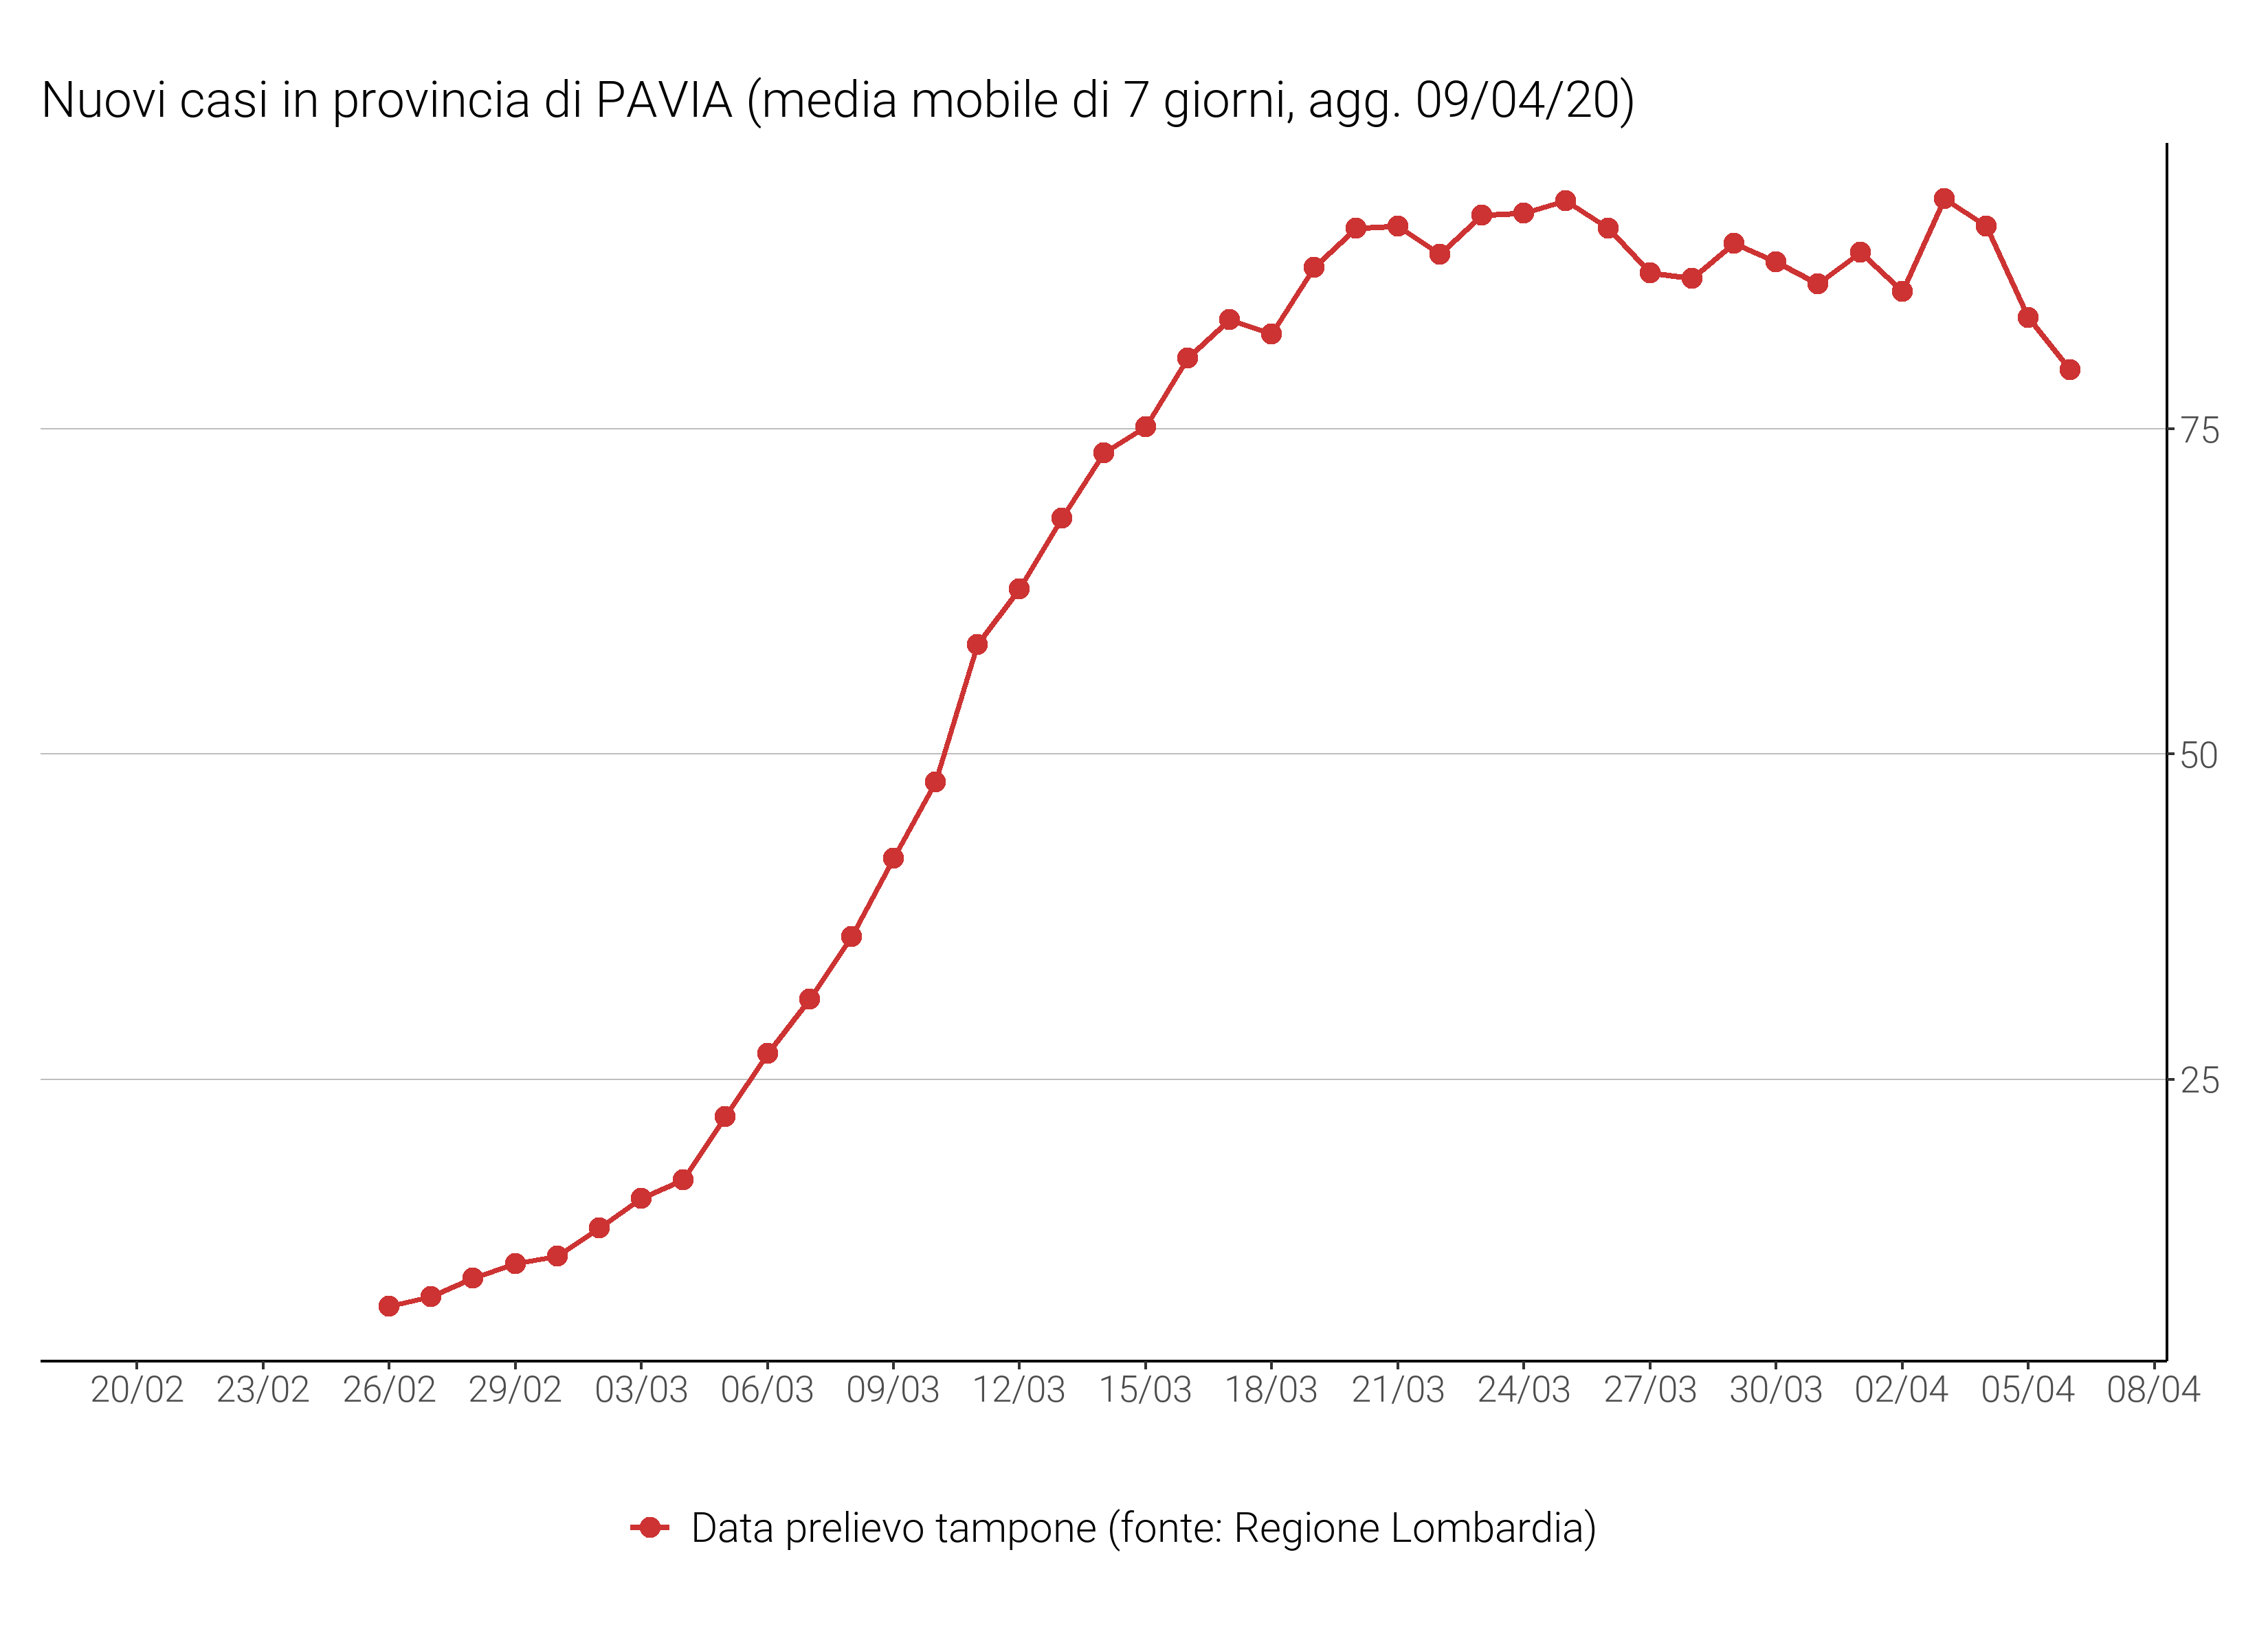 Nuovi casi in provincia di PAVIA (media mobile di 7 giorni, agg. 09/04/20)
75
50
25
20/02 23/02 26/02 29/02 03/03 06/03 09/03 12/03 15/03 18/03 21/03 24/03 27/03 30/03 02/04 05/04 08/04
Data prelievo tampone (fonte: Regione Lombardia)